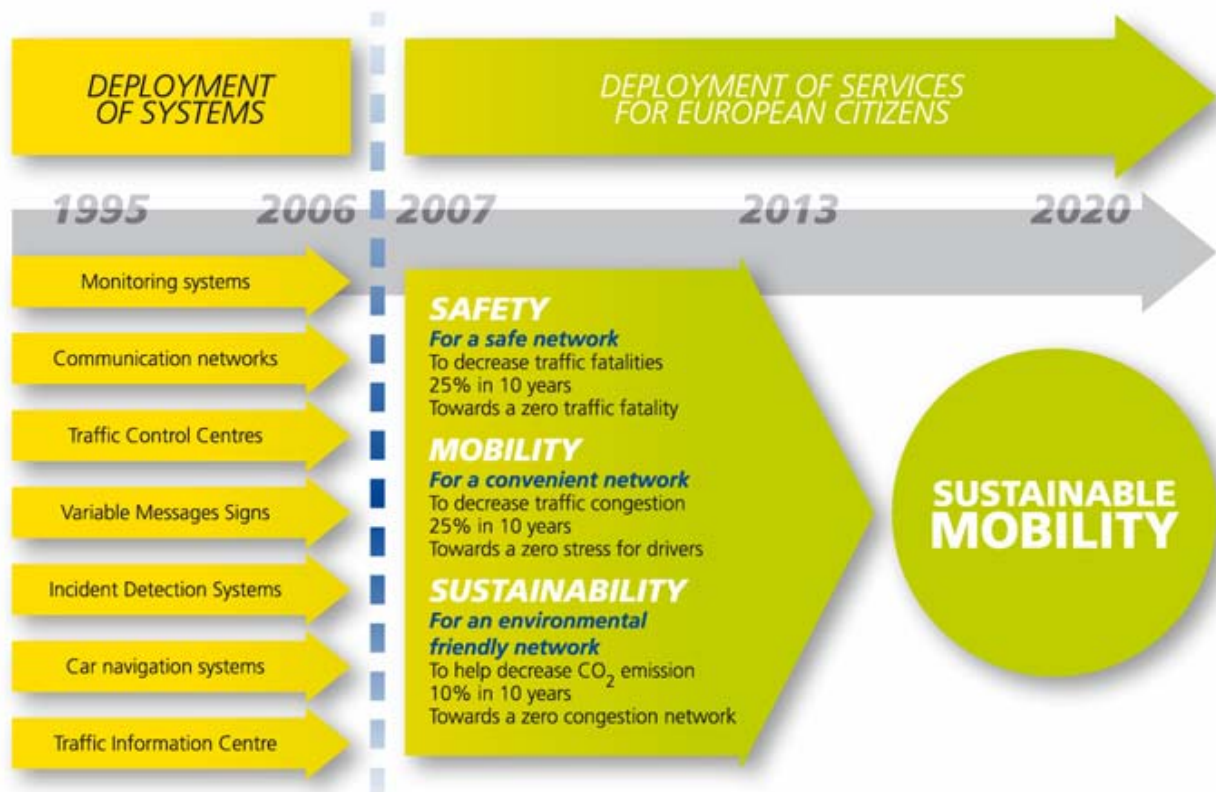 DEPLOYMENT
OF SYSTEMS
DEPLOYMENT OF SERVICES
FOR EUROPEAN CITIZENS
1995
2006
2007
2013
2020
Monitoring systems
Communication networks
Traffic Control Centres
Variable Messages Signs
Incident Detection Systems
Car navigation systems
Traffic Information Centre
SAFETY
For a safe network
To decrease traffic fatalities
25% in 10 years
Towards a zero traffic fatality
MOBILITY
For a convenient network
To decrease traffic congestion
25% in 10 years
Towards a zero stress for drivers
SUSTAINABILITY
For an environmental
friendly network
To help decrease CO₂ emission
10% in 10 years
Towards a zero congestion network
SUSTAINABLE
MOBILITY